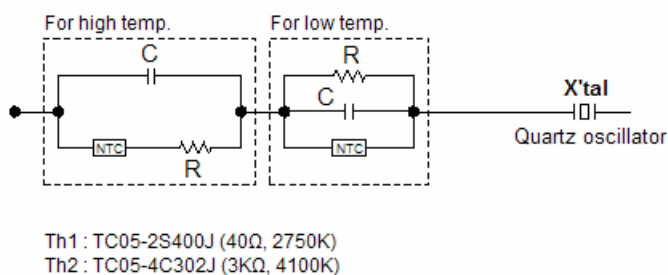 For high temp.
For low temp.
C
NTC
R
R
C
NTC
X'tal
Quartz oscillator
Th1 : TC05-2S400J (40Ω, 2750K)
Th2 : TC05-4C302J (3KΩ, 4100K)